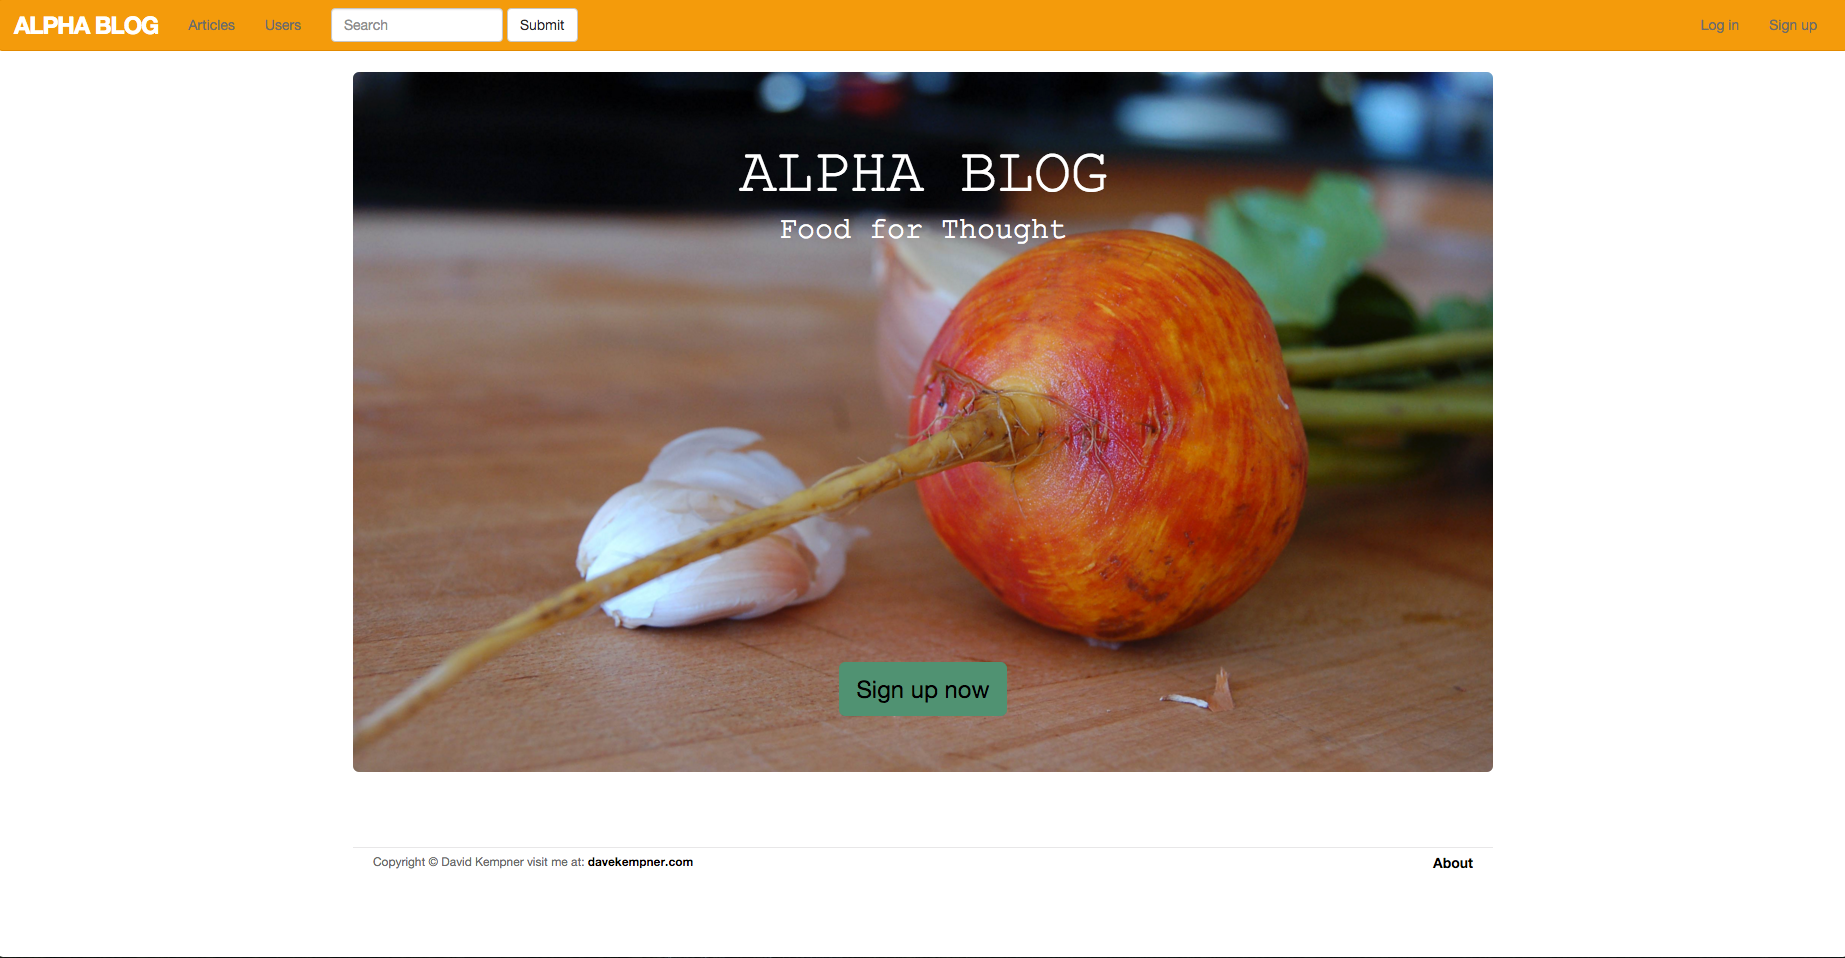 ALPHA BLOG Articles Users Search Submit Log in Sign up
ALPHA BLOG
Food for Thought
Sign up now
Copyright © David Kempner visit me at: davekempner.com About